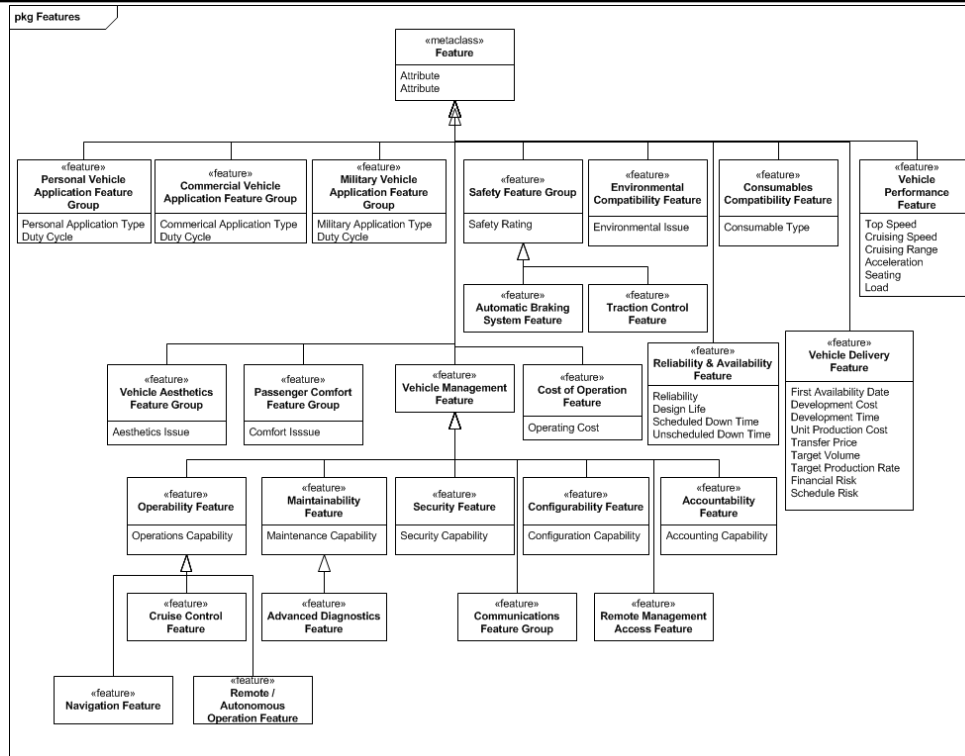 pkg Features
«metaclass»
Feature
Attribute
Attribute
«feature»
Personal Vehicle
Application Feature
Group
Personal Application Type
Duty Cycle
«feature»
Commercial Vehicle
Application Feature Group
Commerical Application Type
Duty Cycle
«feature»
Military Vehicle
Application Feature
Group
Military Application Type
Duty Cycle
«feature»
Safety Feature Group
Safety Rating
«feature»
Environmental
Compatibility Feature
Environmental Issue
«feature»
Consumables
Compatibility Feature
Consumable Type
«feature»
Vehicle
Performance
Feature
Top Speed
Cruising Speed
Cruising Range
Acceleration
Seating
Load
«feature»
Automatic Braking
System Feature
«feature»
Traction Control
Feature
«feature»
Vehicle Aesthetics
Feature Group
Aesthetics Issue
«feature»
Passenger Comfort
Feature Group
Comfort Isssue
«feature»
Vehicle Management
Feature
«feature»
Cost of Operation
Feature
Operating Cost
«feature»
Reliability & Availability
Feature
Reliability
Design Life
Scheduled Down Time
Unscheduled Down Time
«feature»
Vehicle Delivery
Feature
First Availability Date
Development Cost
Development Time
Unit Production Cost
Transfer Price
Target Volume
Target Production Rate
Financial Risk
Schedule Risk
«feature»
Operability Feature
Operations Capability
«feature»
Maintainability
Feature
Maintenance Capability
«feature»
Security Feature
Security Capability
«feature»
Configurability Feature
Configuration Capability
«feature»
Accountability
Feature
Accounting Capability
«feature»
Cruise Control
Feature
«feature»
Advanced Diagnostics
Feature
«feature»
Communications
Feature Group
«feature»
Remote Management
Access Feature
«feature»
Navigation Feature
«feature»
Remote /
Autonomous
Operation Feature